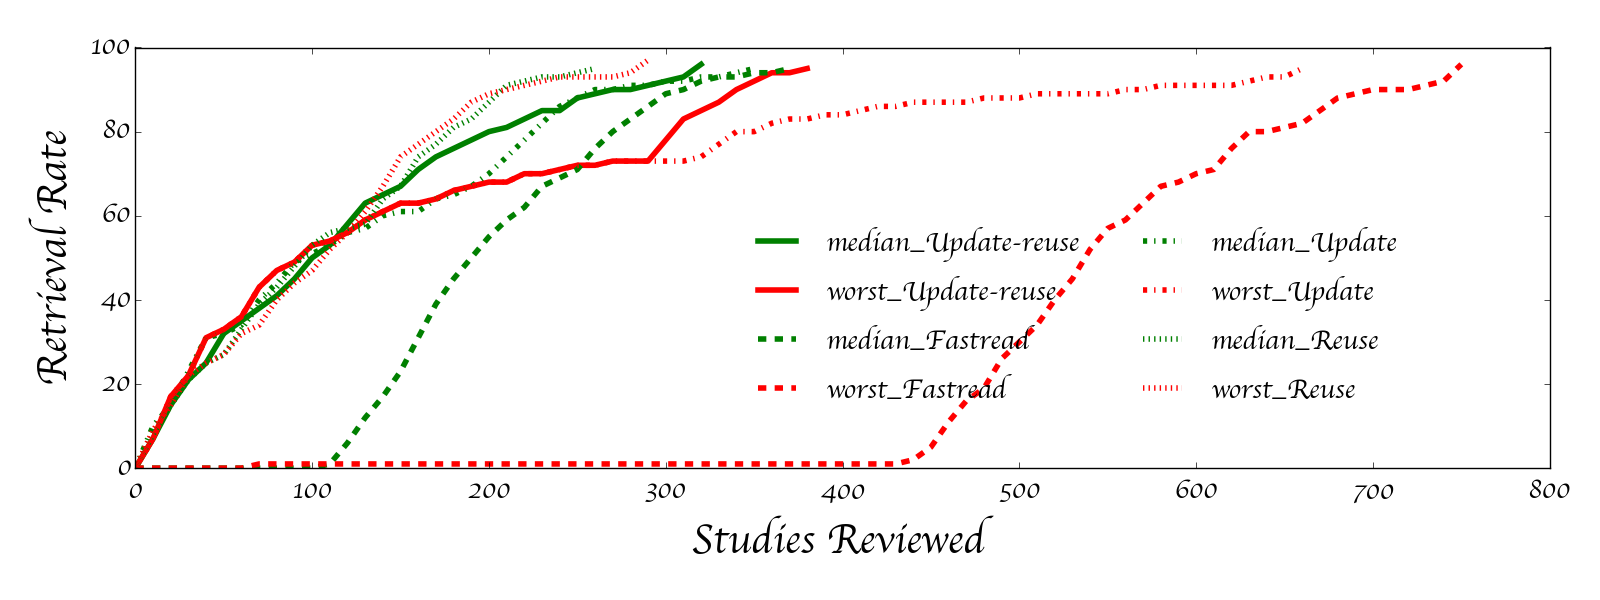 100
80
60
40
20
0
Retrieval Rate
median_Update-reuse
worst_Update-reuse
median_Fastread
worst_Fastread
median_Update
worst_Update
median_Reuse
worst_Reuse
0 100 200 300 400 500 600 700 800
Studies Reviewed